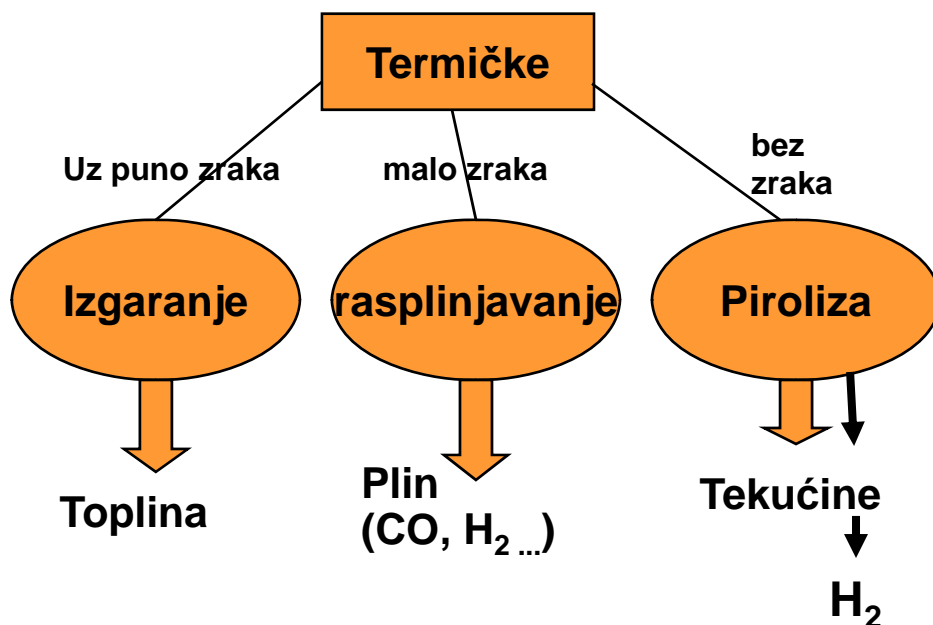 Termičke
Uz puno zraka
malo zraka
bez
zraka
Izgaranje
rasplinjavanje
Piroliza
Toplina
Plin
(CO, H₂ ...)
Tekućine
H₂